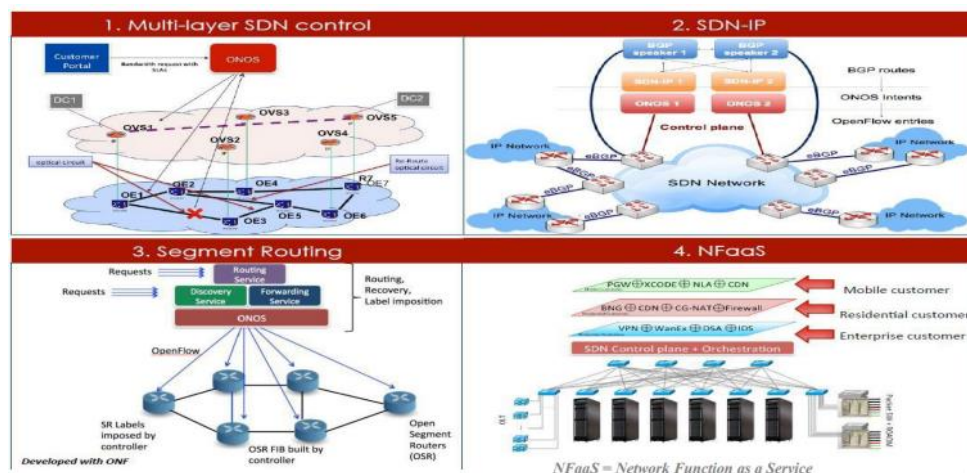 1. Multi-layer SDN control
Customer
Portal
Bandwidth request with
SLAs
ONOS
DC1
DC2
OVS1
OVS3
OVS5
OVS2
OVS4
optical circuit
Re-Route
optical circuit
OE1
OE2
OE4
R7
OE7
OE3
OE5
OE6
2. SDN-IP
BGP
speaker 1
BGP
speaker 2
SDN-IP 1
SDN-IP 2
ONOS 1
ONOS 2
BGP routes
ONOS Intents
OpenFlow entries
Control plane
IP Network
eBGP
eBGP
IP Network
SDN Network
IP Network
eBGP
eBGP
IP Network
3. Segment Routing
Requests
Routing
Service
Requests
Discovery
Service
Forwarding
Service
ONOS
Routing,
Recovery,
Label imposition
OpenFlow
SR Labels
imposed by
controller
OSR FIB built by
controller
Open
Segment
Routers
(OSR)
Developed with ONF
4. NFaaS
PGW⊕XCODE⊕NLA⊕CDN
Mobile customer
BNG⊕CDN⊕CG-NAT⊕Firewall
Residential customer
VPN⊕WanEx⊕DSA⊕IDS
Enterprise customer
SDN Control plane + Orchestration
OLT
Packet SW + ROADM
NFaaS = Network Function as a Service